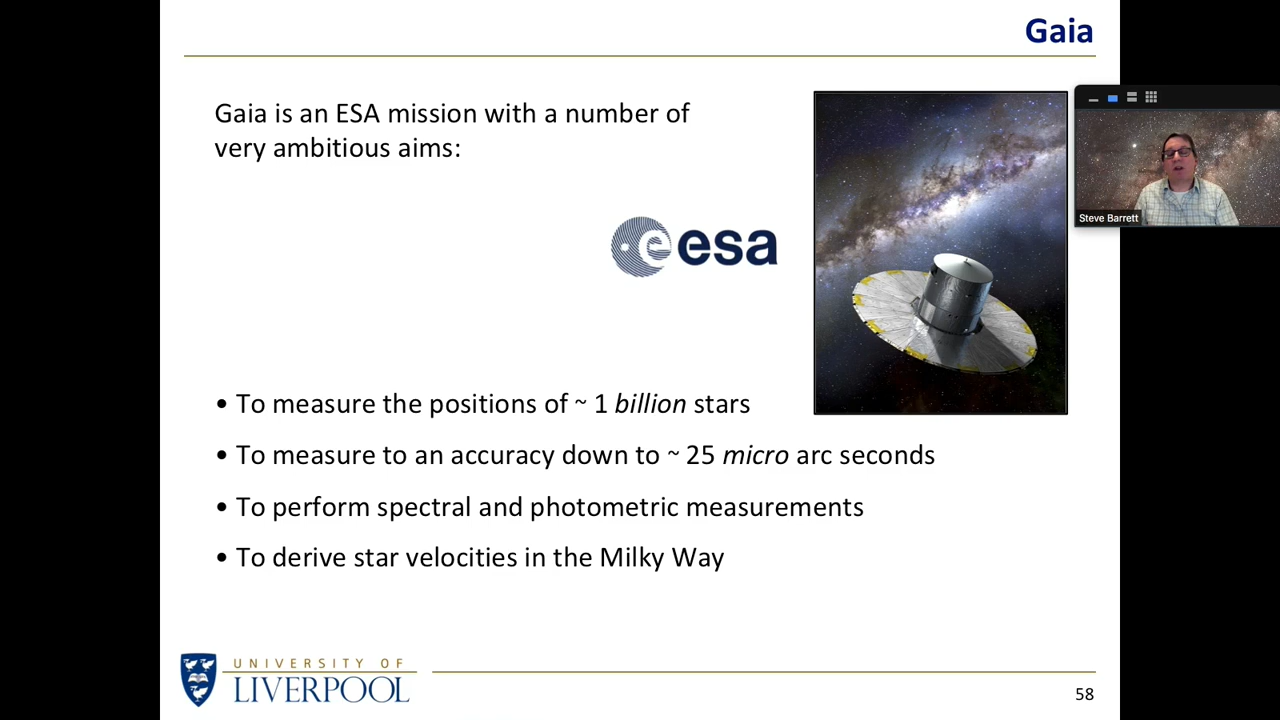 Gaia
Gaia is an ESA mission with a number of
very ambitious aims:
esa
Steve Barrett
• To measure the positions of ~ 1 billion stars
• To measure to an accuracy down to ~ 25 micro arc seconds
• To perform spectral and photometric measurements
• To derive star velocities in the Milky Way
UNIVERSITY OF
LIVERPOOL
58